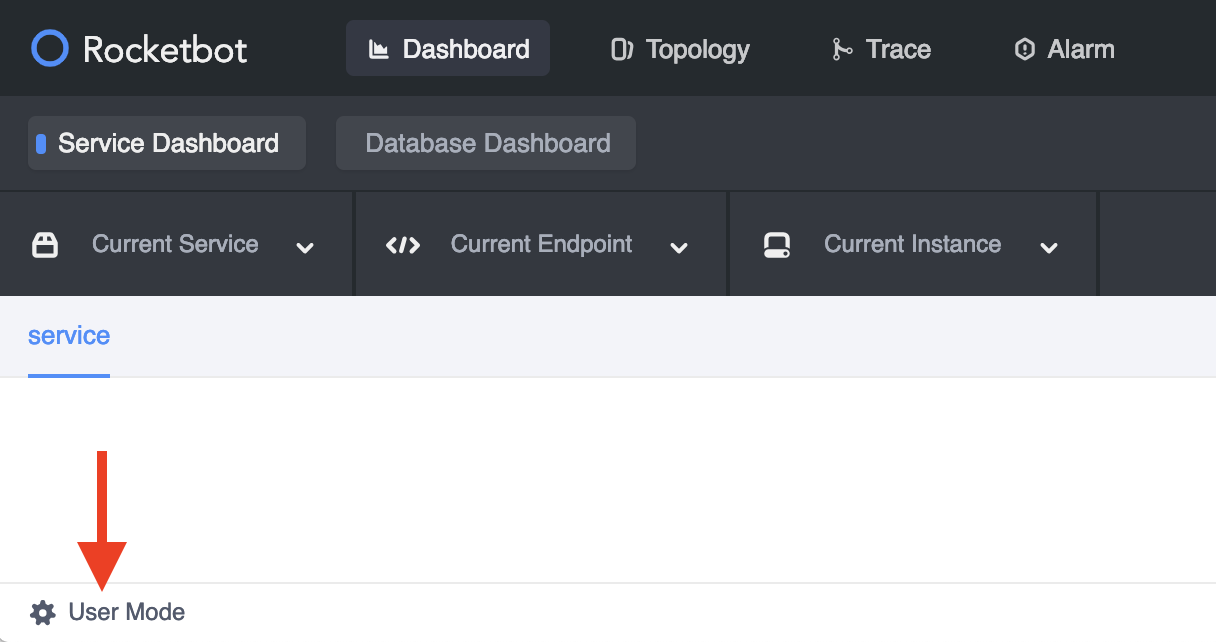 Rocketbot Dashboard Topology Trace Alarm
Service Dashboard Database Dashboard
Current Service Current Endpoint Current Instance
service
User Mode